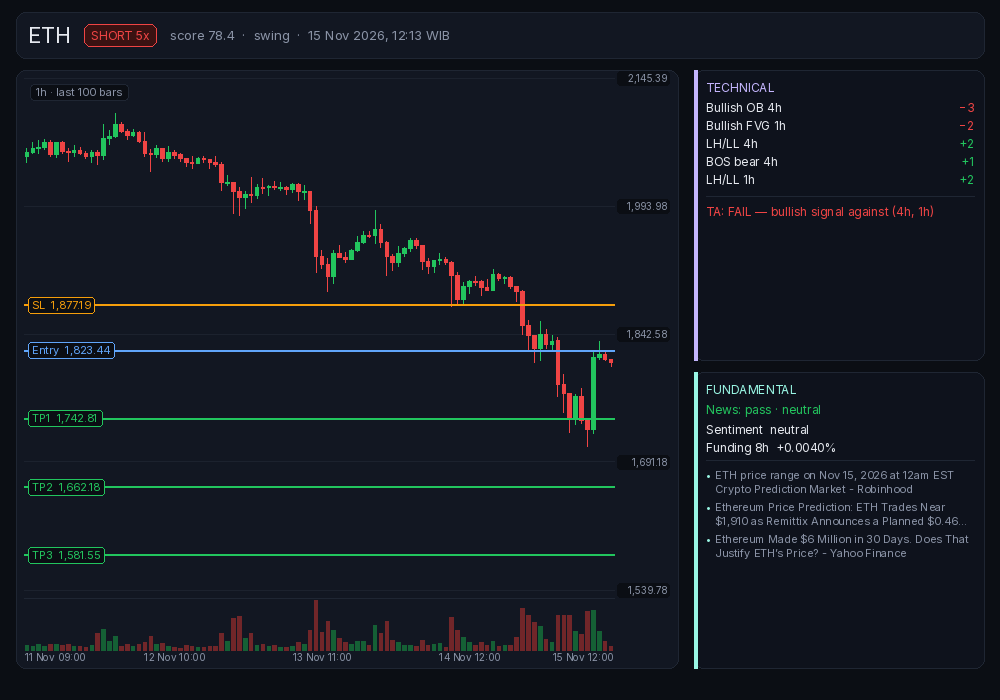 ETH SHORT 5x score 78.4 · swing · 15 Nov 2026, 12:13 WIB
1h · last 100 bars
2,145.39
1,993.98
SL 1,877.19
1,842.58
Entry 1,823.44
TP1 1,742.81
1,691.18
TP2 1,662.18
TP3 1,581.55
1,539.78
11 Nov 09:00 12 Nov 10:00 13 Nov 11:00 14 Nov 12:00 15 Nov 12:00
TECHNICAL
Bullish OB 4h −3
Bullish FVG 1h −2
LH/LL 4h +2
BOS bear 4h +1
LH/LL 1h +2
TA: FAIL — bullish signal against (4h, 1h)
FUNDAMENTAL
News: pass · neutral
Sentiment neutral
Funding 8h +0.0040%
• ETH price range on Nov 15, 2026 at 12am EST
Crypto Prediction Market - Robinhood
• Ethereum Price Prediction: ETH Trades Near
$1,910 as Remittix Announces a Planned $0.46...
• Ethereum Made $6 Million in 30 Days. Does That
Justify ETH's Price? - Yahoo Finance